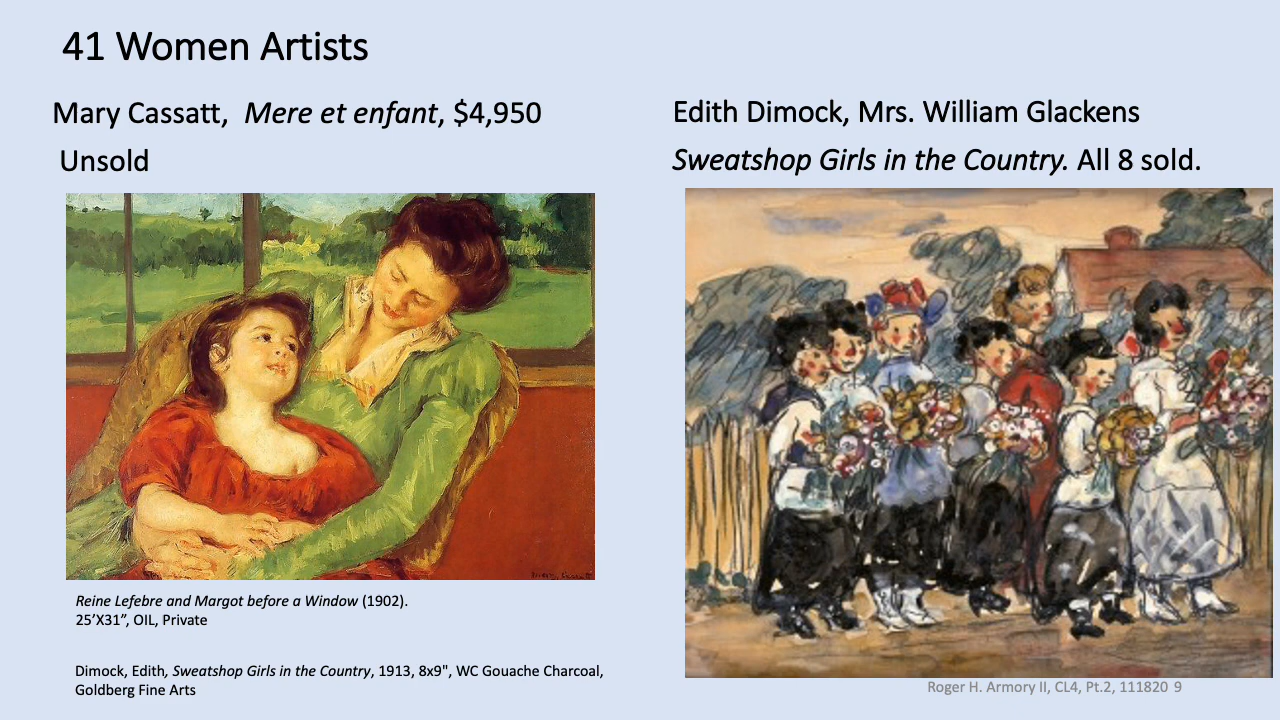 41 Women Artists
Mary Cassatt, Mere et enfant, $4,950
Unsold
Edith Dimock, Mrs. William Glackens
Sweatshop Girls in the Country. All 8 sold.
Reine Lefebre and Margot before a Window (1902).
25’X31”, OIL, Private
Dimock, Edith, Sweatshop Girls in the Country, 1913, 8x9", WC Gouache Charcoal,
Goldberg Fine Arts
Roger H. Armory II, CL4, Pt.2, 111820 9